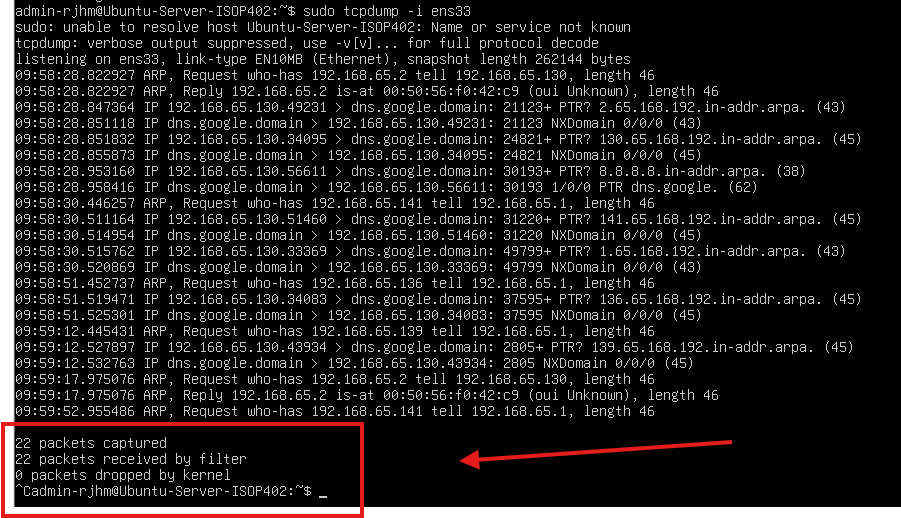 admin-rjhm@Ubuntu-Server-ISOP402:~$ sudo tcpdump -i ens33
sudo: unable to resolve host Ubuntu-Server-ISOP402: Name or service not known
tcpdump: verbose output suppressed, use -v[v]... for full protocol decode
listening on ens33, link-type EN10MB (Ethernet), snapshot length 262144 bytes
09:58:28.822927 ARP, Request who-has 192.168.65.2 tell 192.168.65.130, length 46
09:58:28.822927 ARP, Reply 192.168.65.2 is-at 00:50:56:f0:42:c9 (oui Unknown), length 46
09:58:28.847364 IP 192.168.65.130.49231 > dns.google.domain: 21123+ PTR? 2.65.168.192.in-addr.arpa. (43)
09:58:28.851118 IP dns.google.domain > 192.168.65.130.49231: 21123 NXDomain 0/0/0 (43)
09:58:28.851832 IP 192.168.65.130.34095 > dns.google.domain: 24821+ PTR? 130.65.168.192.in-addr.arpa. (45)
09:58:28.855873 IP dns.google.domain > 192.168.65.130.34095: 24821 NXDomain 0/0/0 (45)
09:58:28.953160 IP 192.168.65.130.56611 > dns.google.domain: 30193+ PTR? 8.8.8.8.in-addr.arpa. (38)
09:58:28.958416 IP dns.google.domain > 192.168.65.130.56611: 30193 1/0/0 PTR dns.google. (62)
09:58:30.446257 ARP, Request who-has 192.168.65.141 tell 192.168.65.1, length 46
09:58:30.511164 IP 192.168.65.130.51460 > dns.google.domain: 31220+ PTR? 141.65.168.192.in-addr.arpa. (45)
09:58:30.514954 IP dns.google.domain > 192.168.65.130.51460: 31220 NXDomain 0/0/0 (45)
09:58:30.515762 IP 192.168.65.130.33369 > dns.google.domain: 49799+ PTR? 1.65.168.192.in-addr.arpa. (43)
09:58:30.520869 IP dns.google.domain > 192.168.65.130.33369: 49799 NXDomain 0/0/0 (43)
09:58:51.452737 ARP, Request who-has 192.168.65.136 tell 192.168.65.1, length 46
09:58:51.519471 IP 192.168.65.130.34083 > dns.google.domain: 37595+ PTR? 136.65.168.192.in-addr.arpa. (45)
09:58:51.525301 IP dns.google.domain > 192.168.65.130.34083: 37595 NXDomain 0/0/0 (45)
09:59:12.445431 ARP, Request who-has 192.168.65.139 tell 192.168.65.1, length 46
09:59:12.527897 IP 192.168.65.130.43934 > dns.google.domain: 2805+ PTR? 139.65.168.192.in-addr.arpa. (45)
09:59:12.532763 IP dns.google.domain > 192.168.65.130.43934: 2805 NXDomain 0/0/0 (45)
09:59:17.975076 ARP, Request who-has 192.168.65.2 tell 192.168.65.130, length 46
09:59:17.975076 ARP, Reply 192.168.65.2 is-at 00:50:56:f0:42:c9 (oui Unknown), length 46
09:59:52.955486 ARP, Request who-has 192.168.65.141 tell 192.168.65.1, length 46
22 packets captured
22 packets received by filter
0 packets dropped by kernel
^Cadmin-rjhm@Ubuntu-Server-ISOP402:~$ _